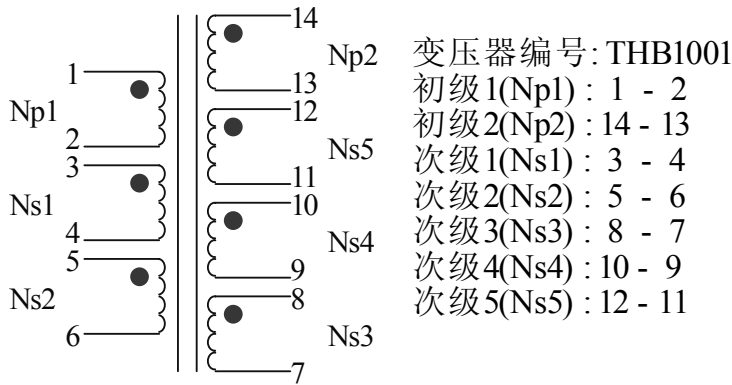 1
Np1
2
3
Ns1
4
5
Ns2
6
14
Np2
13
12
Ns5
11
10
Ns4
9
8
Ns3
7
变压器编号: THB1001
初级1(Np1) : 1 - 2
初级2(Np2) : 14 - 13
次级1(Ns1) : 3 - 4
次级2(Ns2) : 5 - 6
次级3(Ns3) : 8 - 7
次级4(Ns4) : 10 - 9
次级5(Ns5) : 12 - 11